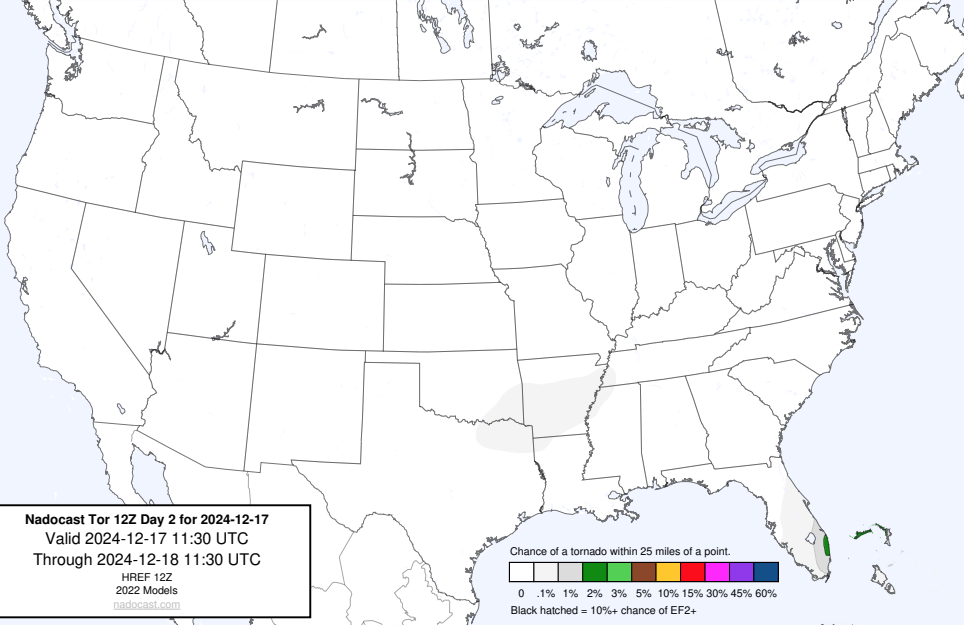 Nadocast Tor 12Z Day 2 for 2024-12-17
Valid 2024-12-17 11:30 UTC
Through 2024-12-18 11:30 UTC
HREF 12Z
2022 Models
nadocast.com
Chance of a tornado within 25 miles of a point.
0 .1% 1% 2% 3% 5% 10% 15% 30% 45% 60%
Black hatched = 10%+ chance of EF2+